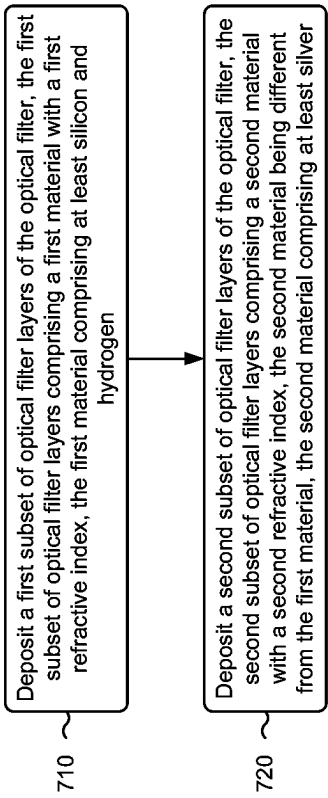 710
Deposit a first subset of optical filter layers of the optical filter, the first
subset of optical filter layers comprising a first material with a first
refractive index, the first material comprising at least silicon and
hydrogen
720
Deposit a second subset of optical filter layers of the optical filter, the
second subset of optical filter layers comprising a second material
with a second refractive index, the second material being different
from the first material, the second material comprising at least silver